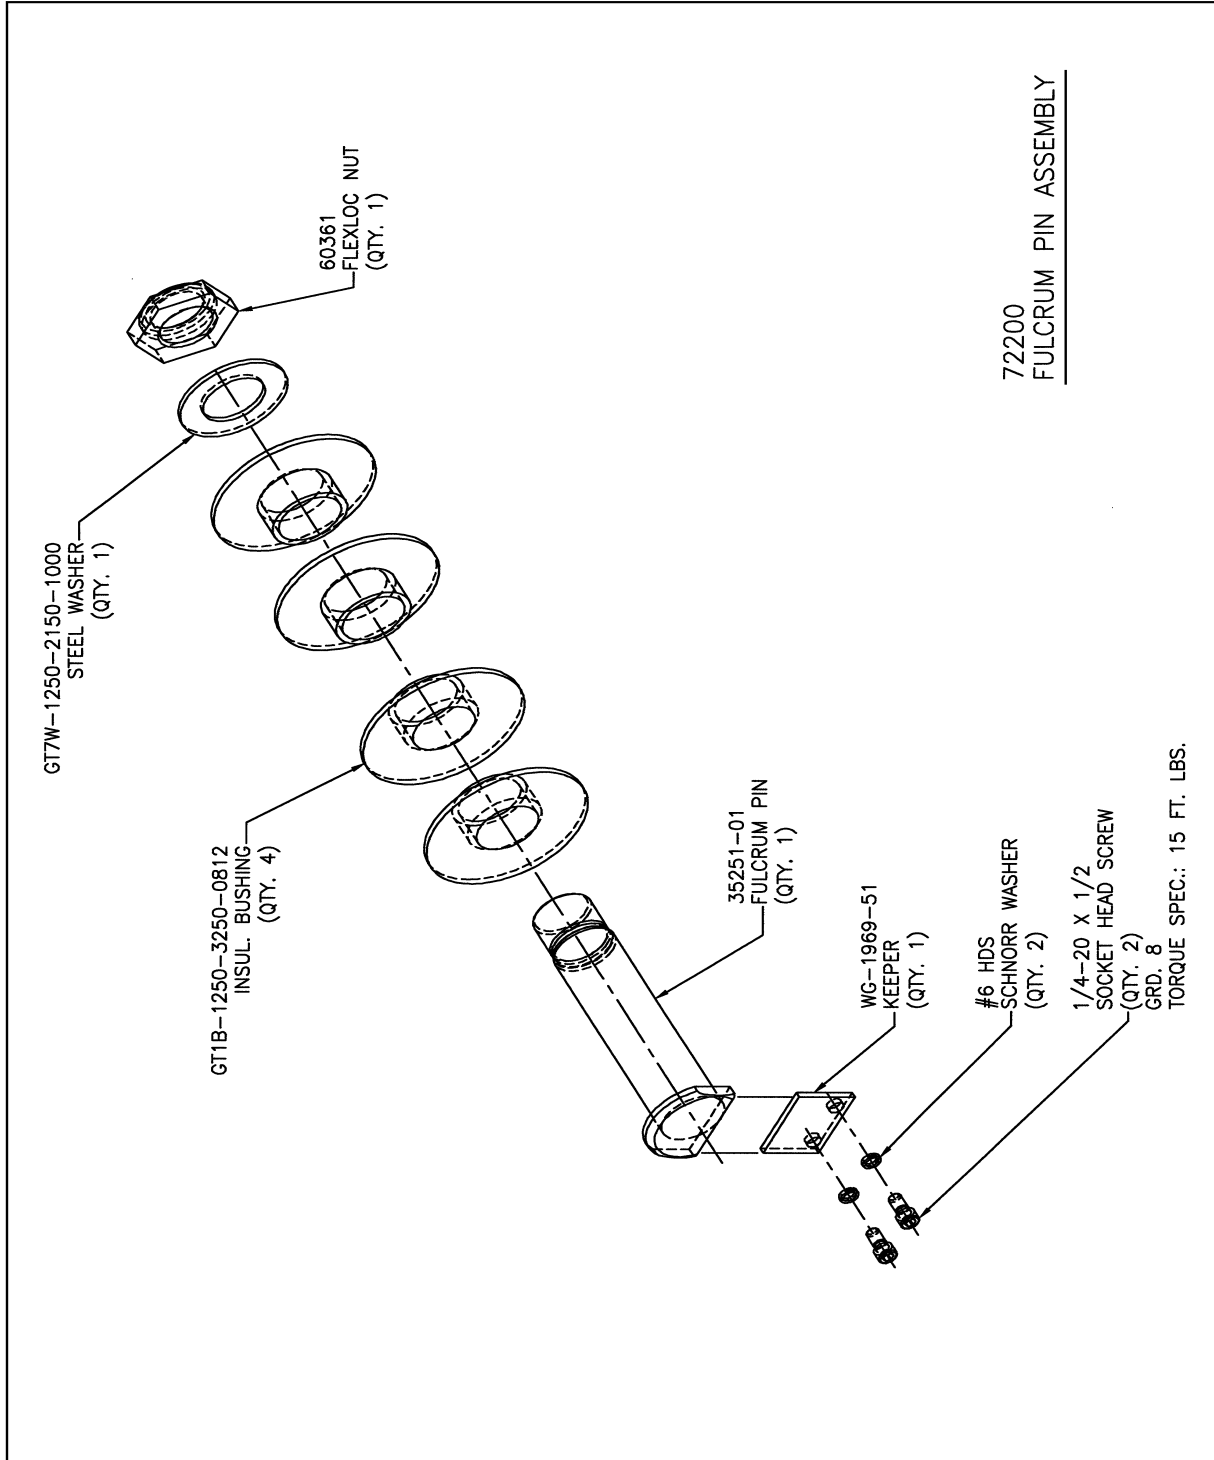 GT7W-1250-2150-1000
STEEL WASHER
(QTY. 1)
60361
FLEXLOC NUT
(QTY. 1)
GT1B-1250-3250-0812
INSUL. BUSHING
(QTY. 4)
35251-01
FULCRUM PIN
(QTY. 1)
WG-1969-51
KEEPER
(QTY. 1)
#6 HDS
SCHNORR WASHER
(QTY. 2)
1/4-20 X 1/2
SOCKET HEAD SCREW
(QTY. 2)
GRD. 8
TORQUE SPEC.: 15 FT. LBS.
72200
FULCRUM PIN ASSEMBLY